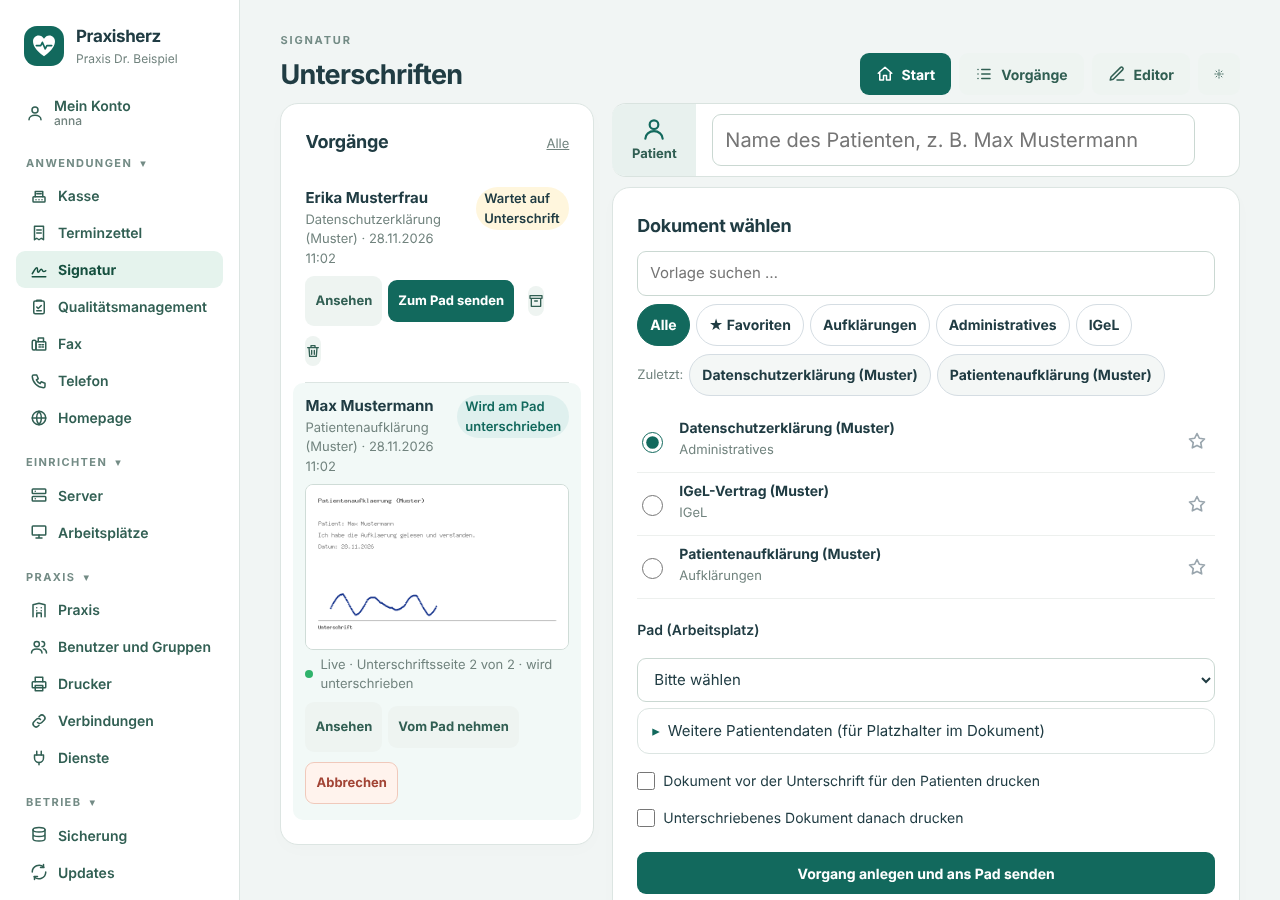 Praxisherz
Praxis Dr. Beispiel
Mein Konto
anna
ANWENDUNGEN ▾
Kasse
Terminzettel
Signatur
Qualitätsmanagement
Fax
Telefon
Homepage
EINRICHTEN ▾
Server
Arbeitsplätze
PRAXIS ▾
Praxis
Benutzer und Gruppen
Drucker
Verbindungen
Dienste
BETRIEB ▾
Sicherung
Updates
SIGNATUR
Unterschriften
Start
Vorgänge
Editor
Vorgänge
Alle
Erika Musterfrau
Wartet auf
Unterschrift
Datenschutzerklärung
(Muster) · 28.11.2026
11:02
Ansehen
Zum Pad senden
Max Mustermann
Wird am Pad
unterschrieben
Patientenaufklärung
(Muster) · 28.11.2026
11:02
Patientenaufklaerung (Muster)
Patient: Max Mustermann
Ich habe die Aufklaerung gelesen und verstanden.
Datum: 28.11.2026
Unterschrift
Live · Unterschriftsseite 2 von 2 · wird
unterschrieben
Ansehen
Vom Pad nehmen
Abbrechen
Patient
Name des Patienten, z. B. Max Mustermann
Dokument wählen
Vorlage suchen ...
Alle
★ Favoriten
Aufklärungen
Administratives
IGeL
Zuletzt:
Datenschutzerklärung (Muster)
Patientenaufklärung (Muster)
Datenschutzerklärung (Muster)
Administratives
IGeL-Vertrag (Muster)
IGeL
Patientenaufklärung (Muster)
Aufklärungen
Pad (Arbeitsplatz)
Bitte wählen
▸ Weitere Patientendaten (für Platzhalter im Dokument)
Dokument vor der Unterschrift für den Patienten drucken
Unterschriebenes Dokument danach drucken
Vorgang anlegen und ans Pad senden